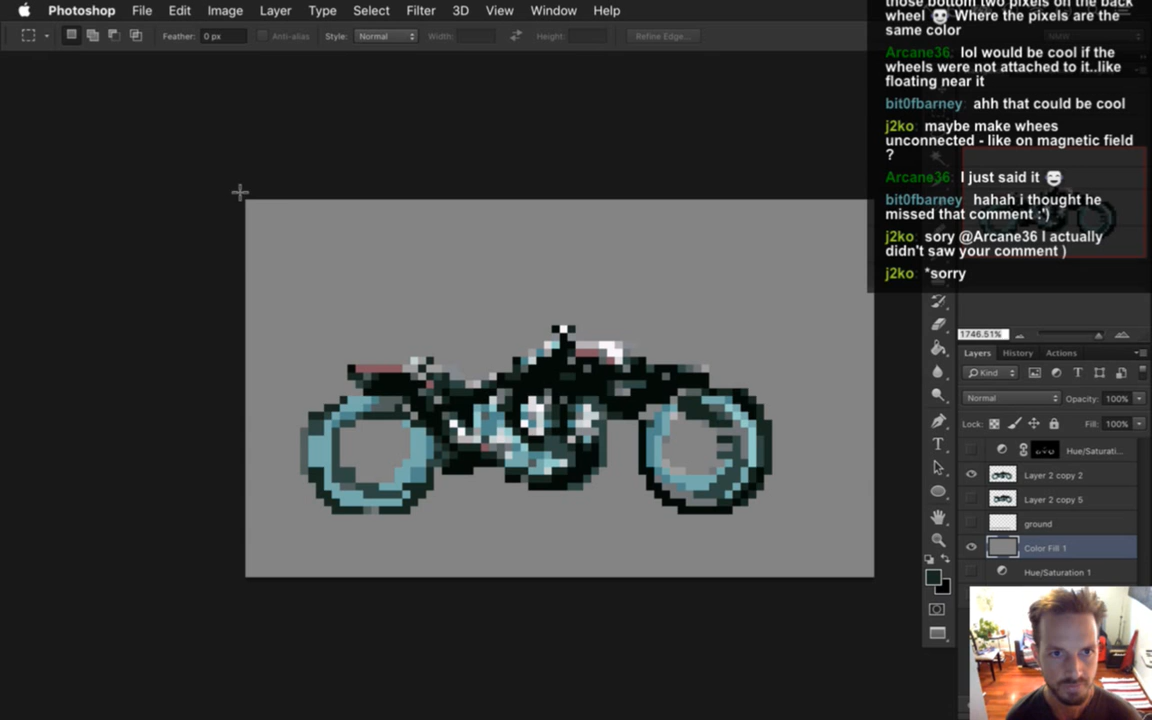 Photoshop File Edit Image Layer Type Select Filter 3D View Window Help
Feather: 0 px Anti-alias Style: Normal Width: Height: Refine Edge...
those bottom two pixels on the back
wheel Where the pixels are the
same color
Arcane36: lol would be cool if the
wheels were not attached to it..like
floating near it
bit0fbarney: ahh that could be cool
j2ko: maybe make whees
unconnected - like on magnetic field
?
Arcane36: I just said it
bit0fbarney: hahah i thought he
missed that comment :')
j2ko: sory @Arcane36 I actually
didn't saw your comment )
j2ko: *sorry
1746.51%
Layers History Actions
Kind
Normal Opacity: 100%
Lock: Fill: 100%
Hue/Saturati...
Layer 2 copy 2
Layer 2 copy 5
ground
Color Fill 1
Hue/Saturation 1